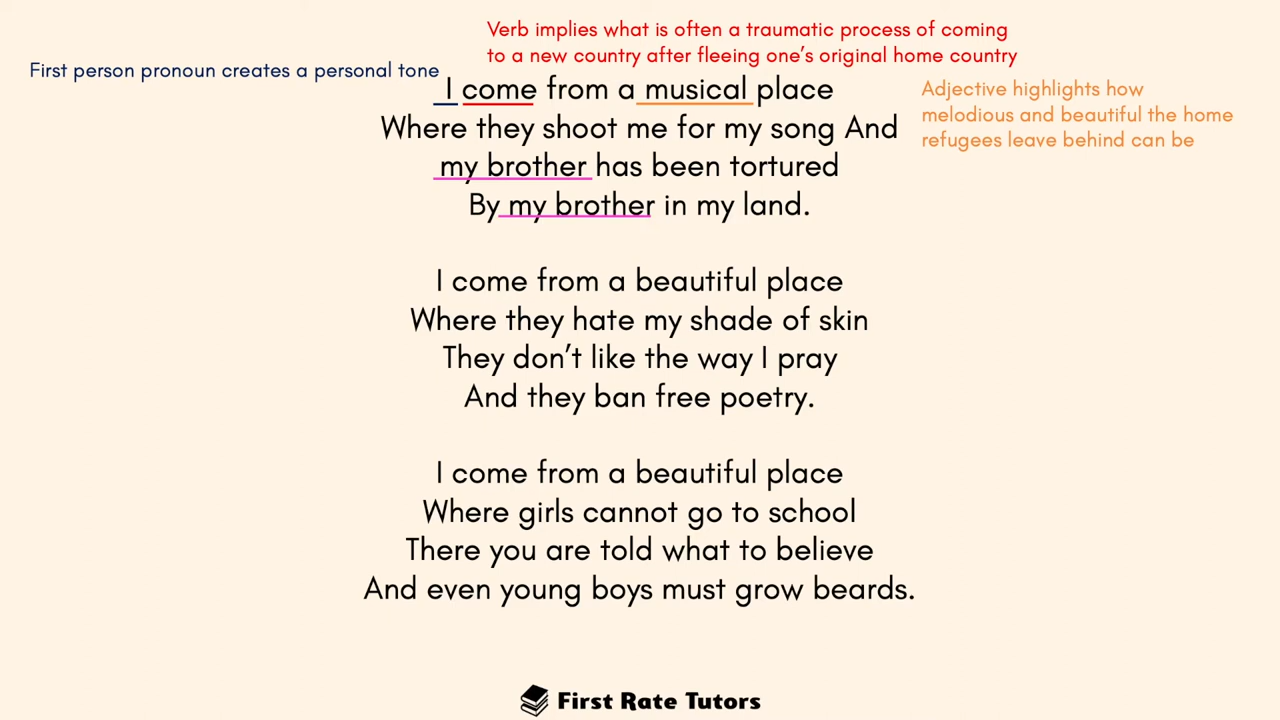 Verb implies what is often a traumatic process of coming
to a new country after fleeing one's original home country
First person pronoun creates a personal tone
I come from a musical place
Where they shoot me for my song And
my brother has been tortured
By my brother in my land.
Adjective highlights how
melodious and beautiful the home
refugees leave behind can be
I come from a beautiful place
Where they hate my shade of skin
They don't like the way I pray
And they ban free poetry.
I come from a beautiful place
Where girls cannot go to school
There you are told what to believe
And even young boys must grow beards.
First Rate Tutors